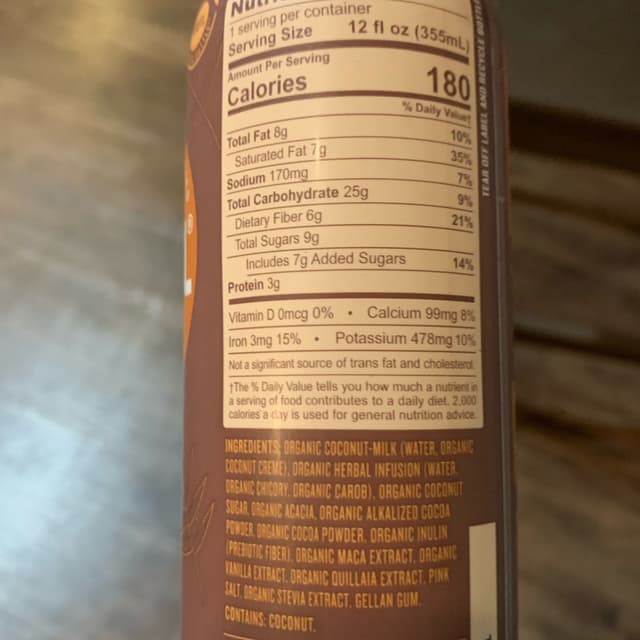 1 serving per container
Serving Size 12 fl oz (355mL)
Amount Per Serving
Calories 180
% Daily Value†
Total Fat 8g 10%
Saturated Fat 7g 35%
Sodium 170mg 7%
Total Carbohydrate 25g 9%
Dietary Fiber 6g 21%
Total Sugars 9g
Includes 7g Added Sugars 14%
Protein 3g
Vitamin D 0mcg 0% • Calcium 99mg 8%
Iron 3mg 15% • Potassium 478mg 10%
Not a significant source of trans fat and cholesterol.
†The % Daily Value tells you how much a nutrient in
a serving of food contributes to a daily diet. 2,000
calories a day is used for general nutrition advice.
INGREDIENTS: ORGANIC COCONUT-MILK (WATER, ORGANIC
COCONUT CREME), ORGANIC HERBAL INFUSION (WATER,
ORGANIC CHICORY, ORGANIC CAROB), ORGANIC COCONUT
SUGAR, ORGANIC ACACIA, ORGANIC ALKALIZED COCOA
POWDER, ORGANIC COCOA POWDER, ORGANIC INULIN
(PREBIOTIC FIBER), ORGANIC MACA EXTRACT, ORGANIC
VANILLA EXTRACT, ORGANIC QUILLAIA EXTRACT, PINK
SALT, ORGANIC STEVIA EXTRACT, GELLAN GUM.
CONTAINS: COCONUT.
TEAR OFF LABEL AND RECYCLE BOTTLE